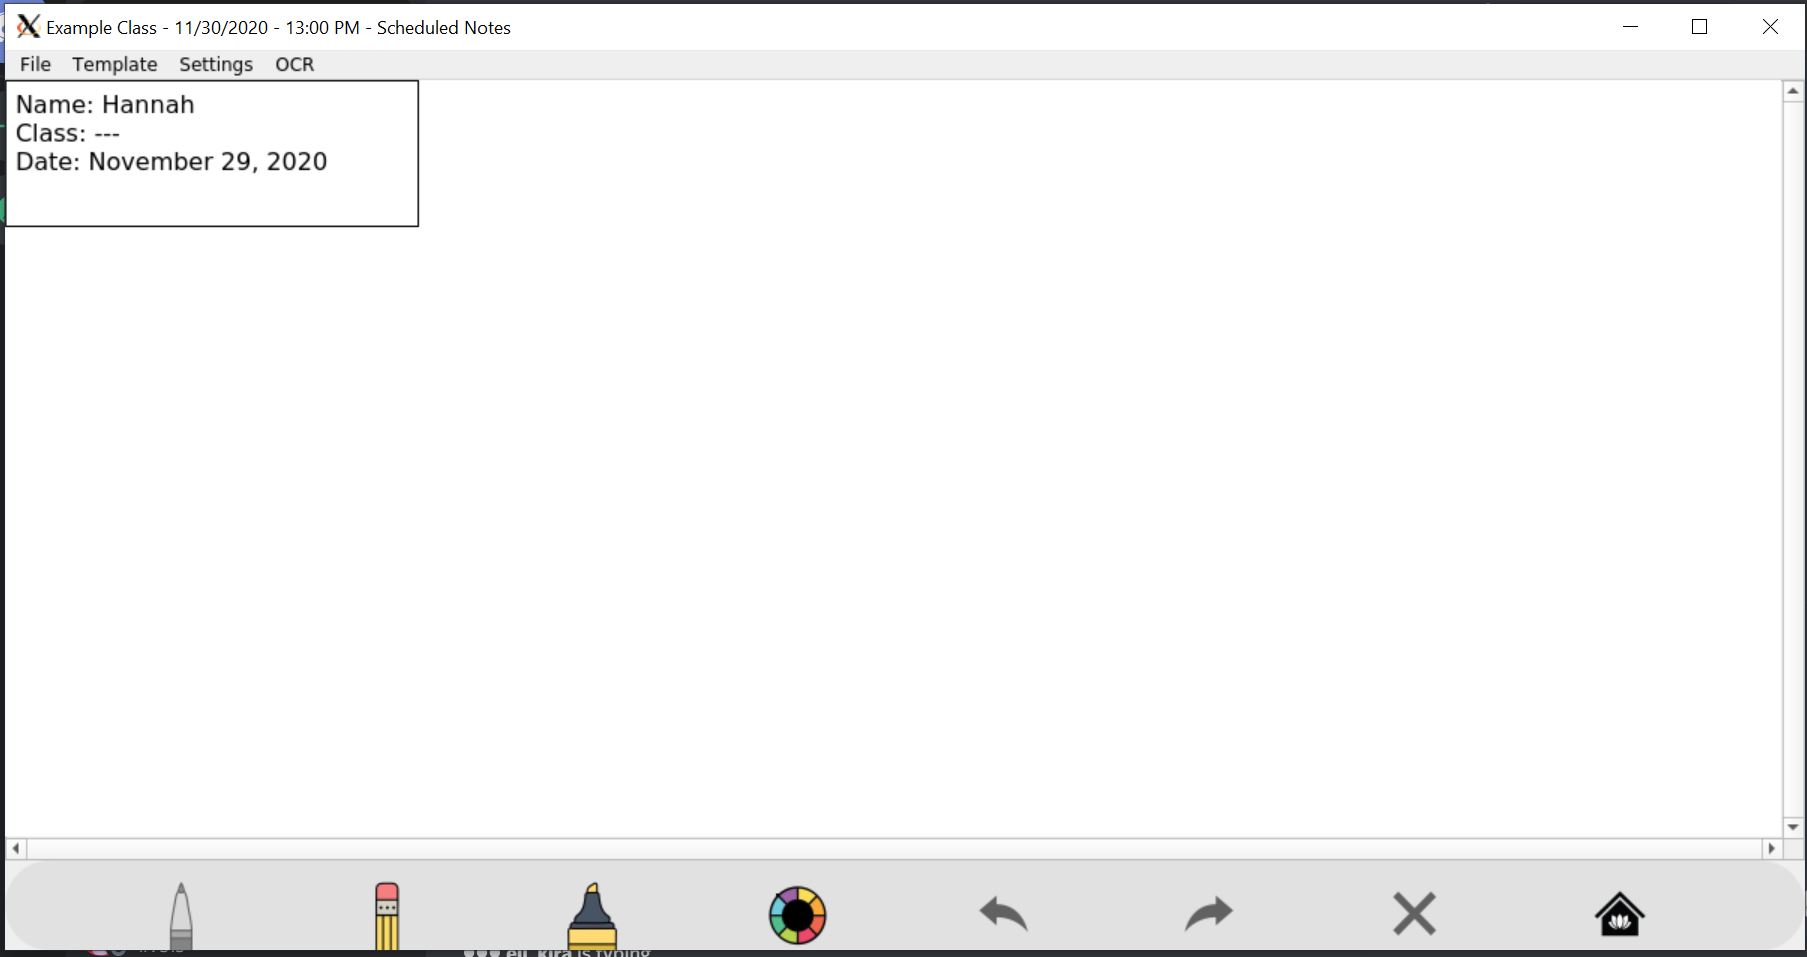 Example Class - 11/30/2020 - 13:00 PM - Scheduled Notes
File Template Settings OCR
Name: Hannah
Class: ---
Date: November 29, 2020
is typing